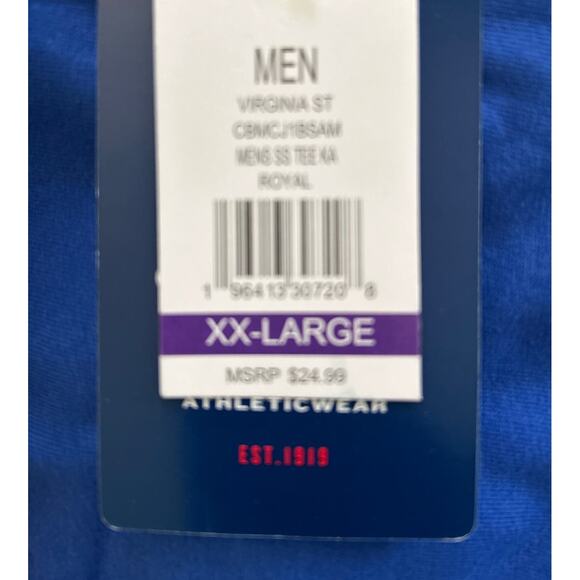 MEN
VIRGINIA ST
CBMCJ1BSAM
MENS SS TEE KA
ROYAL
1 96413 30720 8
XX-LARGE
MSRP $24.99
ATHLETICWEAR
EST.1919